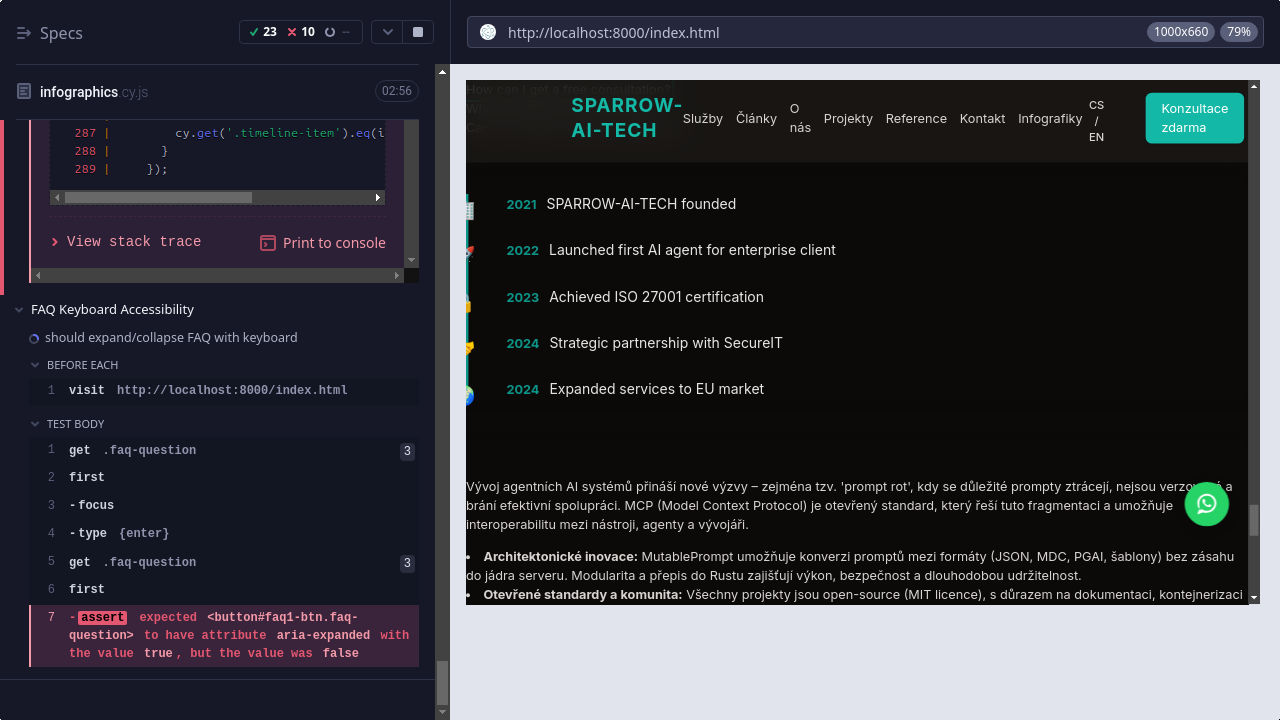 Specs
23
10
--
http://localhost:8000/index.html
1000x660
79%
infographics.cy.js
02:56
287 | cy.get('.timeline-item').eq(i
288 | }
289 | });
View stack trace
Print to console
FAQ Keyboard Accessibility
should expand/collapse FAQ with keyboard
BEFORE EACH
1 visit http://localhost:8000/index.html
TEST BODY
1 get .faq-question 3
2 first
3 -focus
4 -type {enter}
5 get .faq-question 3
6 first
7 -assert expected <button#faq1-btn.faq-
question> to have attribute aria-expanded with
the value true, but the value was false
How can I get a free consultation?
SPARROW-
AI-TECH
Služby
Články
O
nás
Projekty
Reference
Kontakt
Infografiky
CS
/
EN
Konzultace
zdarma
2021 SPARROW-AI-TECH founded
2022 Launched first AI agent for enterprise client
2023 Achieved ISO 27001 certification
2024 Strategic partnership with SecureIT
2024 Expanded services to EU market
Vývoj agentních AI systémů přináší nové výzvy – zejména tzv. 'prompt rot', kdy se důležité prompty ztrácejí, nejsou a
brání efektivní spolupráci. MCP (Model Context Protocol) je otevřený standard, který řeší tuto fragmentaci a umožňuje
interoperabilitu mezi nástroji, agenty a vývojáři.
• Architektonické inovace: MutablePrompt umožňuje konverzi promptů mezi formáty (JSON, MDC, PGAI, šablony) bez zásahu
do jádra serveru. Modularita a přepis do Rustu zajišťují výkon, bezpečnost a dlouhodobou udržitelnost.
• Otevřené standardy a komunita: Všechny projekty jsou open-source (MIT licence), s důrazem na dokumentaci, kontejnerizaci